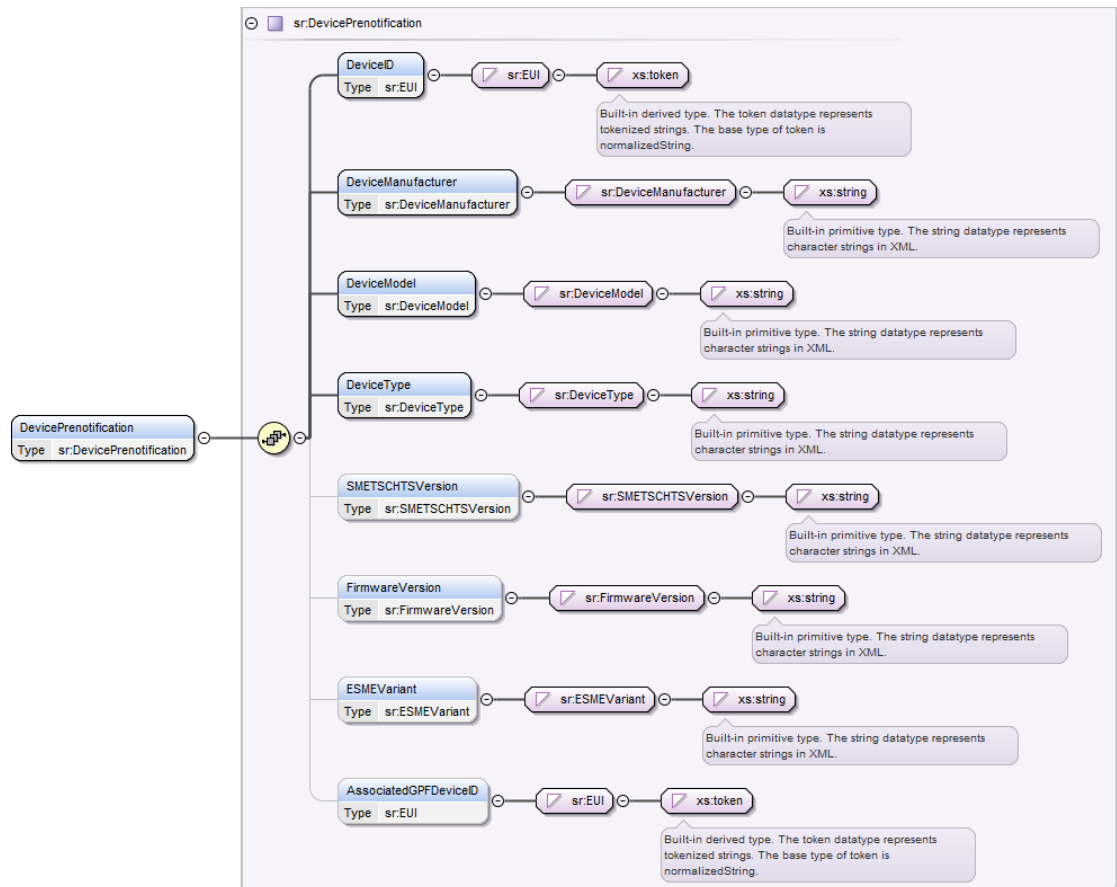 sr:DevicePrenotification
DeviceID
Type sr:EUI
sr:EUI
xs:token
Built-in derived type. The token datatype represents
tokenized strings. The base type of token is
normalizedString.
DeviceManufacturer
Type sr:DeviceManufacturer
sr:DeviceManufacturer
xs:string
Built-in primitive type. The string datatype represents
character strings in XML.
DeviceModel
Type sr:DeviceModel
sr:DeviceModel
xs:string
Built-in primitive type. The string datatype represents
character strings in XML.
DeviceType
Type sr:DeviceType
sr:DeviceType
xs:string
Built-in primitive type. The string datatype represents
character strings in XML.
DevicePrenotification
Type sr:DevicePrenotification
SMETSCHTSVersion
Type sr:SMETSCHTSVersion
sr:SMETSCHTSVersion
xs:string
Built-in primitive type. The string datatype represents
character strings in XML.
FirmwareVersion
Type sr:FirmwareVersion
sr:FirmwareVersion
xs:string
Built-in primitive type. The string datatype represents
character strings in XML.
ESMEVariant
Type sr:ESMEVariant
sr:ESMEVariant
xs:string
Built-in primitive type. The string datatype represents
character strings in XML.
AssociatedGPFDeviceID
Type sr:EUI
sr:EUI
xs:token
Built-in derived type. The token datatype represents
tokenized strings. The base type of token is
normalizedString.